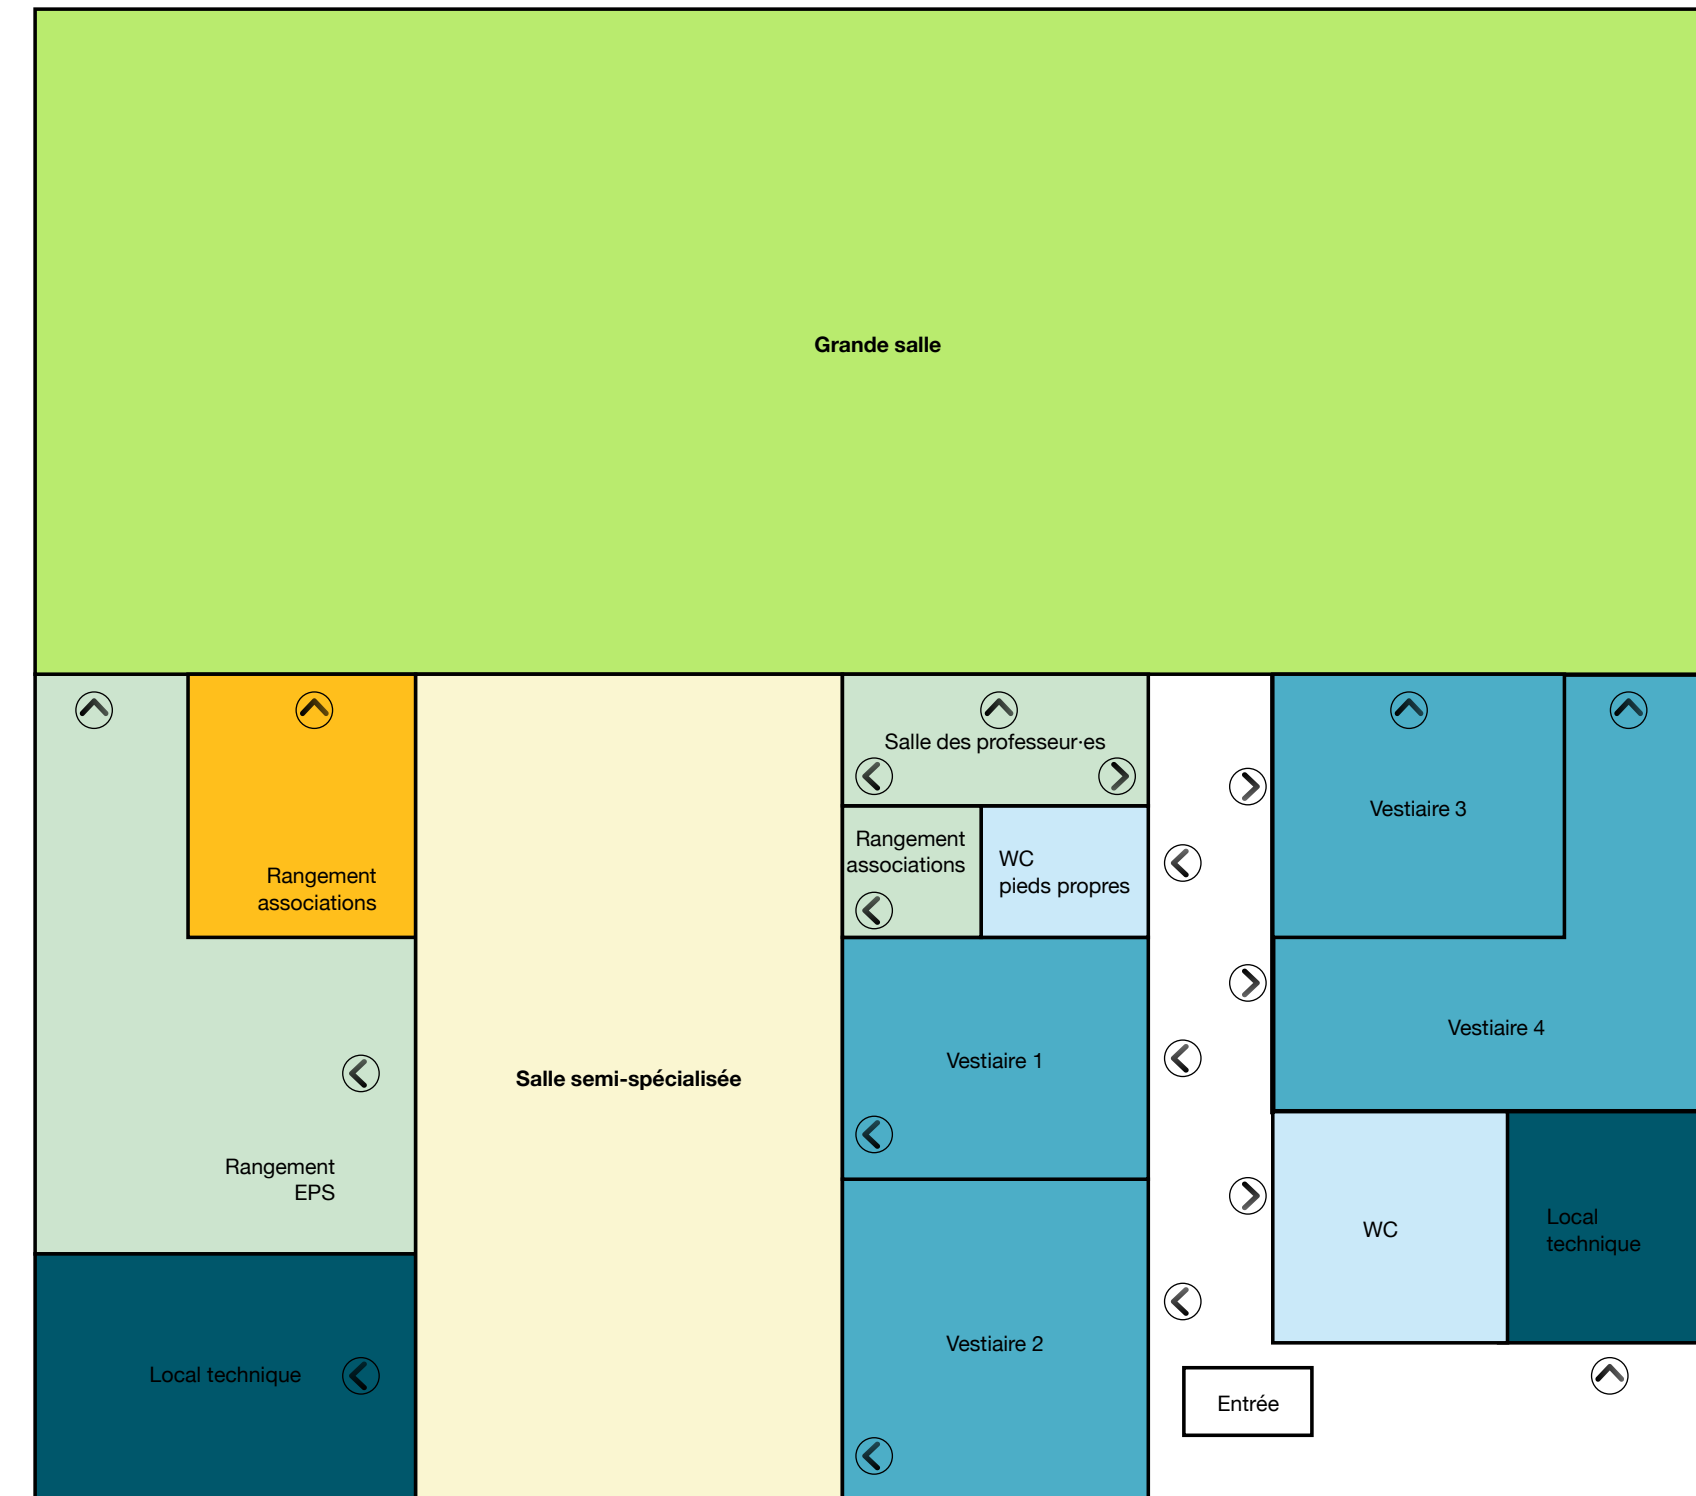 Grande salle
Salle des professeur·es
Rangement
associations
WC
pieds propres
Vestiaire 3
Rangement
associations
Vestiaire 4
Vestiaire 1
Salle semi-spécialisée
Rangement
EPS
WC
Local
technique
Vestiaire 2
Local technique
Entrée